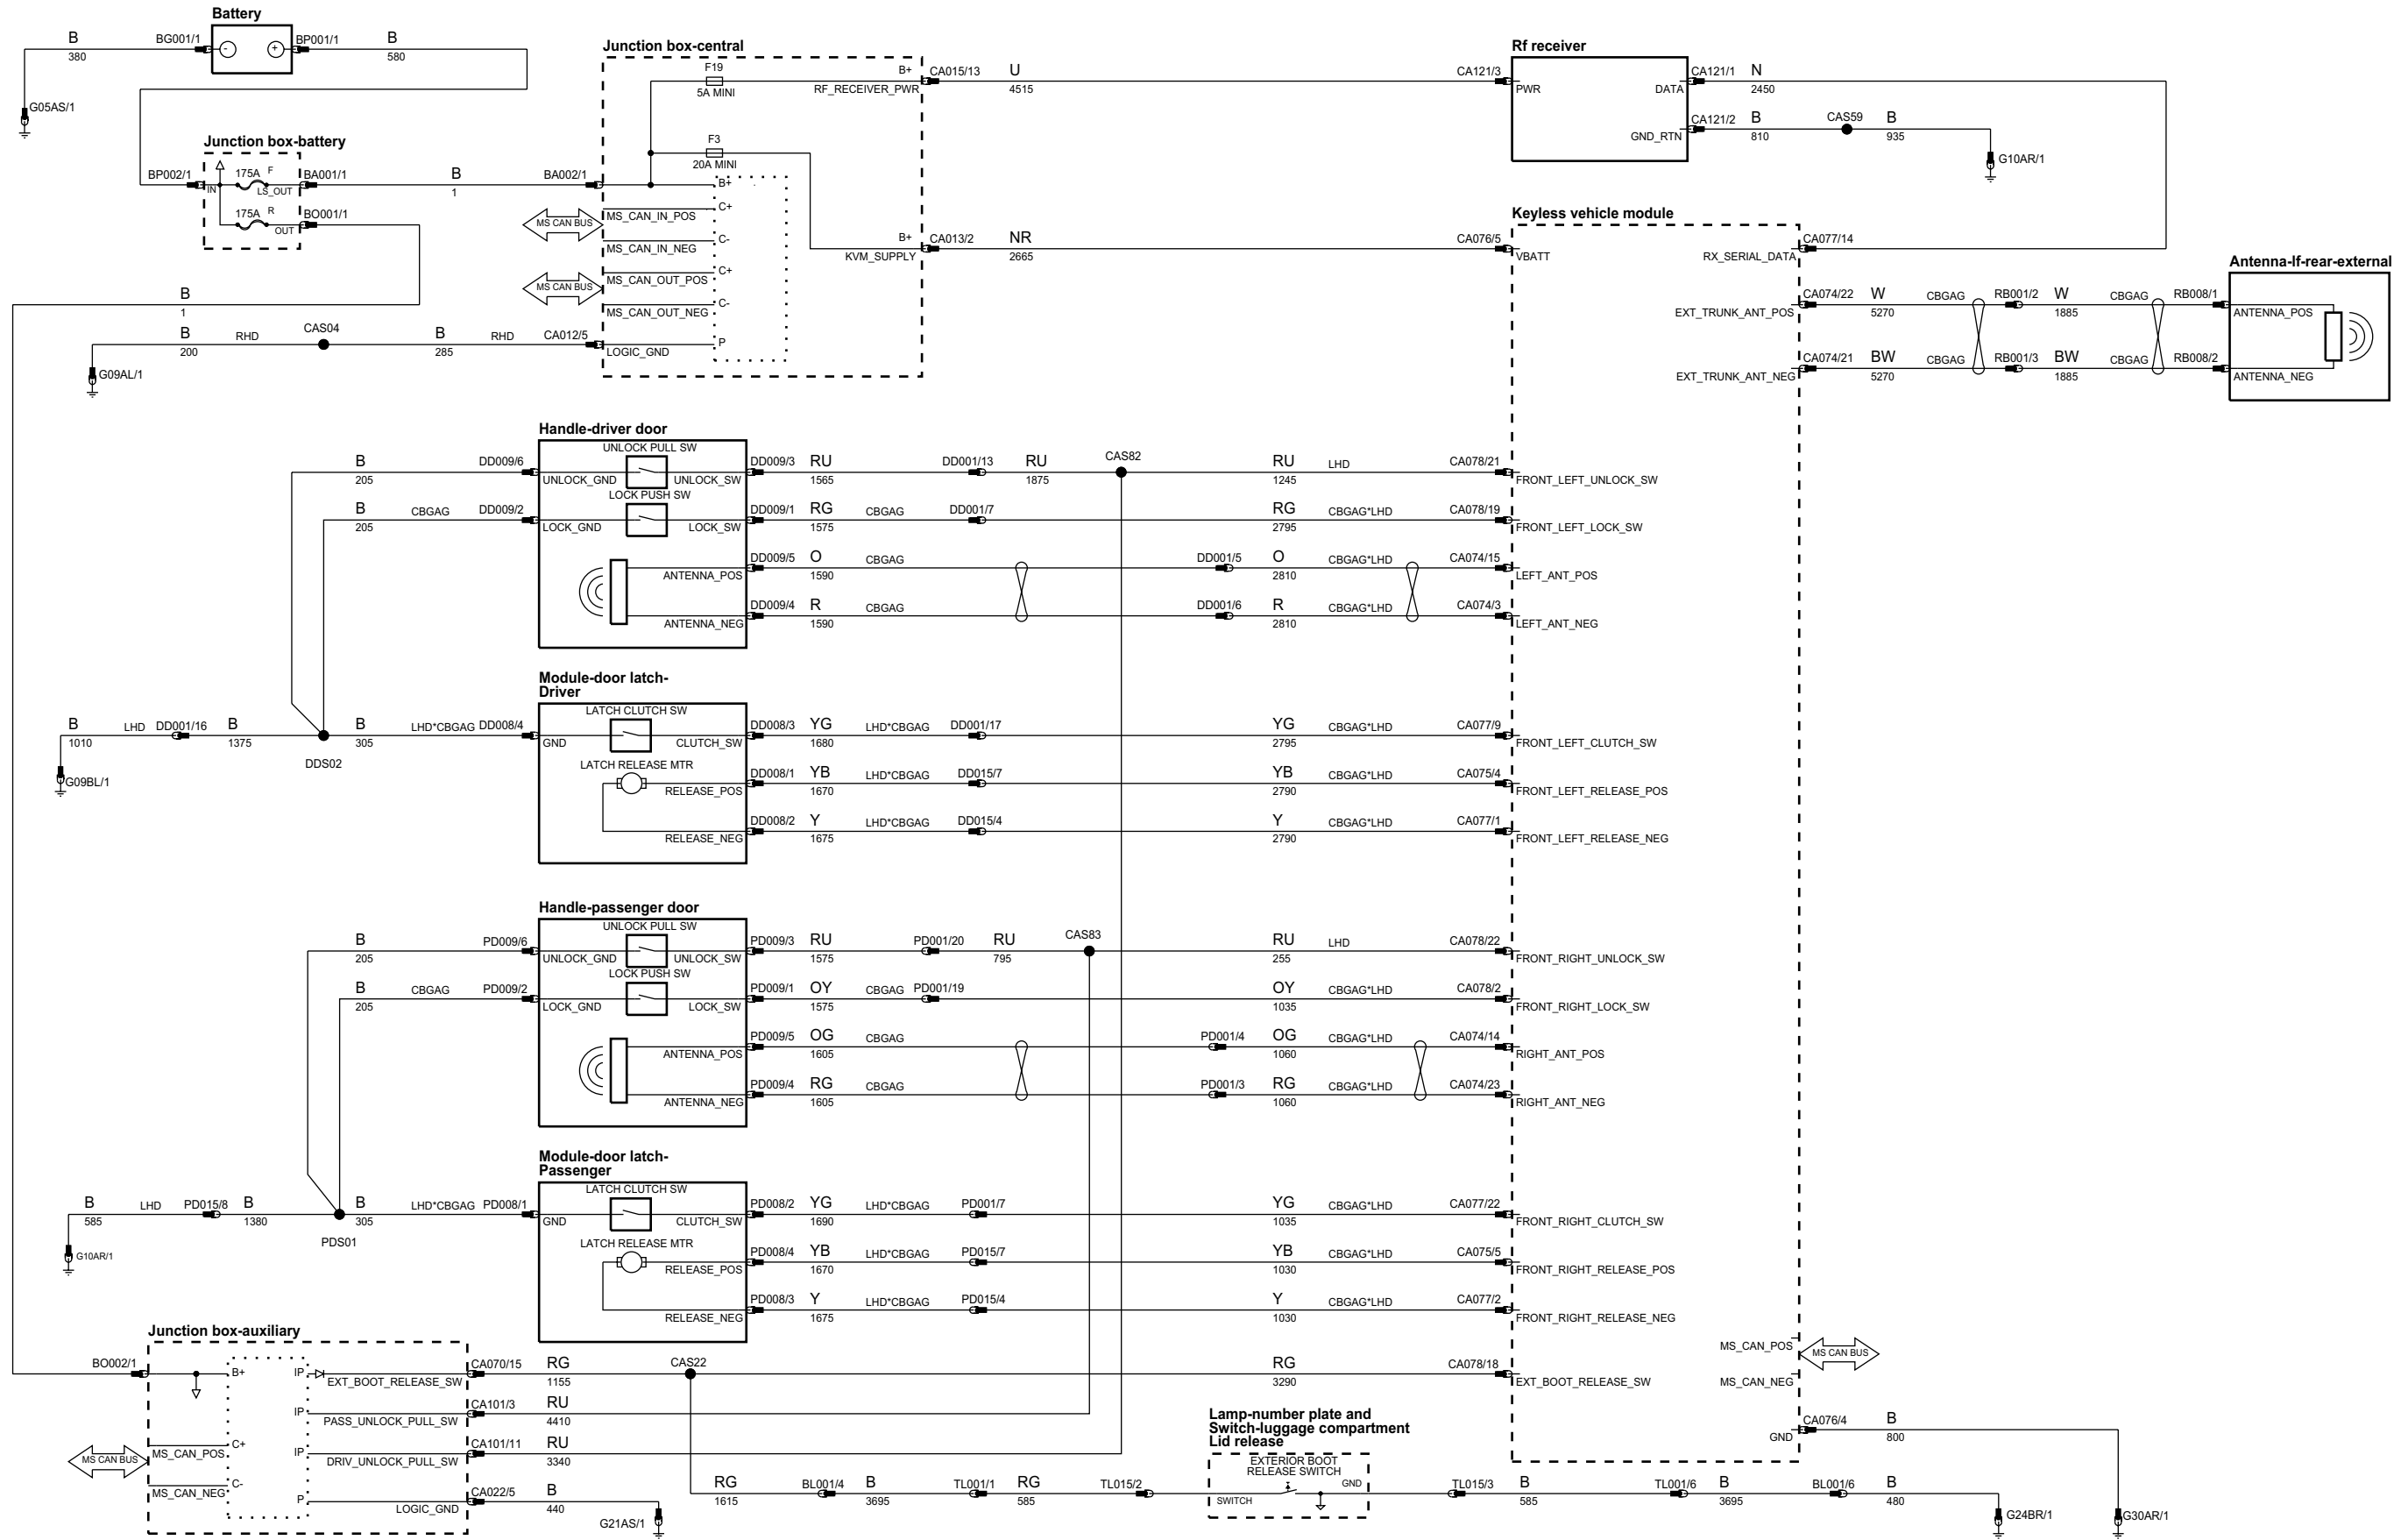 Battery
B
380
BG001/1
-
+
BP001/1
B
580
G05AS/1
Junction box-battery
BP002/1
IN
175A F
LS_OUT
BA001/1
B
1
BA002/1
175A R
OUT
BO001/1
B
1
B
200
RHD
CAS04
B
285
RHD
CA012/5
G09AL/1
Junction box-central
F19
5A MINI
B+
RF_RECEIVER_PWR
CA015/13
U
4515
CA121/3
F3
20A MINI
B+
C+
MS_CAN_IN_POS
MS CAN BUS
C-
MS_CAN_IN_NEG
C+
MS_CAN_OUT_POS
MS CAN BUS
C-
MS_CAN_OUT_NEG
P
LOGIC_GND
B+
KVM_SUPPLY
CA013/2
NR
2665
CA076/5
Rf receiver
PWR
DATA
GND_RTN
CA121/1
N
2450
CA121/2
B
810
CAS59
B
935
G10AR/1
Keyless vehicle module
VBATT
RX_SERIAL_DATA
CA077/14
EXT_TRUNK_ANT_POS
CA074/22
W
5270
CBGAG
RB001/2
W
1885
CBGAG
RB008/1
EXT_TRUNK_ANT_NEG
CA074/21
BW
5270
CBGAG
RB001/3
BW
1885
CBGAG
RB008/2
Antenna-lf-rear-external
ANTENNA_POS
ANTENNA_NEG
Handle-driver door
UNLOCK PULL SW
B
205
DD009/6
UNLOCK_GND
UNLOCK_SW
DD009/3
RU
1565
DD001/13
RU
1875
CAS82
RU
1245
LHD
CA078/21
FRONT_LEFT_UNLOCK_SW
LOCK PUSH SW
B
205
CBGAG
DD009/2
LOCK_GND
LOCK_SW
DD009/1
RG
1575
CBGAG
DD001/7
RG
2795
CBGAG*LHD
CA078/19
FRONT_LEFT_LOCK_SW
ANTENNA_POS
DD009/5
O
1590
CBGAG
DD001/5
O
2810
CBGAG*LHD
CA074/15
LEFT_ANT_POS
ANTENNA_NEG
DD009/4
R
1590
CBGAG
DD001/6
R
2810
CBGAG*LHD
CA074/3
LEFT_ANT_NEG
Module-door latch-
Driver
LATCH CLUTCH SW
B
1010
LHD
DD001/16
B
1375
DDS02
B
305
LHD*CBGAG
DD008/4
G09BL/1
GND
CLUTCH_SW
DD008/3
YG
1680
LHD*CBGAG
DD001/17
YG
2795
CBGAG*LHD
CA077/9
FRONT_LEFT_CLUTCH_SW
LATCH RELEASE MTR
RELEASE_POS
DD008/1
YB
1670
LHD*CBGAG
DD015/7
YB
2790
CBGAG*LHD
CA075/4
FRONT_LEFT_RELEASE_POS
RELEASE_NEG
DD008/2
Y
1675
LHD*CBGAG
DD015/4
Y
2790
CBGAG*LHD
CA077/1
FRONT_LEFT_RELEASE_NEG
Handle-passenger door
UNLOCK PULL SW
B
205
PD009/6
UNLOCK_GND
UNLOCK_SW
PD009/3
RU
1575
PD001/20
RU
795
CAS83
RU
255
LHD
CA078/22
FRONT_RIGHT_UNLOCK_SW
LOCK PUSH SW
B
205
CBGAG
PD009/2
LOCK_GND
LOCK_SW
PD009/1
OY
1575
CBGAG
PD001/19
OY
1035
CBGAG*LHD
CA078/2
FRONT_RIGHT_LOCK_SW
ANTENNA_POS
PD009/5
OG
1605
CBGAG
PD001/4
OG
1060
CBGAG*LHD
CA074/14
RIGHT_ANT_POS
ANTENNA_NEG
PD009/4
RG
1605
CBGAG
PD001/3
RG
1060
CBGAG*LHD
CA074/23
RIGHT_ANT_NEG
Module-door latch-
Passenger
LATCH CLUTCH SW
B
585
LHD
PD015/8
B
1380
PDS01
B
305
LHD*CBGAG
PD008/1
G10AR/1
GND
CLUTCH_SW
PD008/2
YG
1690
LHD*CBGAG
PD001/7
YG
1035
CBGAG*LHD
CA077/22
FRONT_RIGHT_CLUTCH_SW
LATCH RELEASE MTR
RELEASE_POS
PD008/4
YB
1670
LHD*CBGAG
PD015/7
YB
1030
CBGAG*LHD
CA075/5
FRONT_RIGHT_RELEASE_POS
RELEASE_NEG
PD008/3
Y
1675
LHD*CBGAG
PD015/4
Y
1030
CBGAG*LHD
CA077/2
FRONT_RIGHT_RELEASE_NEG
MS_CAN_POS
MS CAN BUS
MS_CAN_NEG
Junction box-auxiliary
BO002/1
B+
IP
EXT_BOOT_RELEASE_SW
CA070/15
RG
1155
CAS22
RG
3290
CA078/18
EXT_BOOT_RELEASE_SW
IP
PASS_UNLOCK_PULL_SW
CA101/3
RU
4410
C+
MS_CAN_POS
MS CAN BUS
IP
DRIV_UNLOCK_PULL_SW
CA101/11
RU
3340
C-
MS_CAN_NEG
P
LOGIC_GND
CA022/5
B
440
G21AS/1
GND
CA076/4
B
800
G30AR/1
Lamp-number plate and
Switch-luggage compartment
Lid release
EXTERIOR BOOT
RELEASE SWITCH
SWITCH
GND
RG
1615
BL001/4
B
3695
TL001/1
RG
585
TL015/2
TL015/3
B
585
TL001/6
B
3695
BL001/6
B
480
G24BR/1